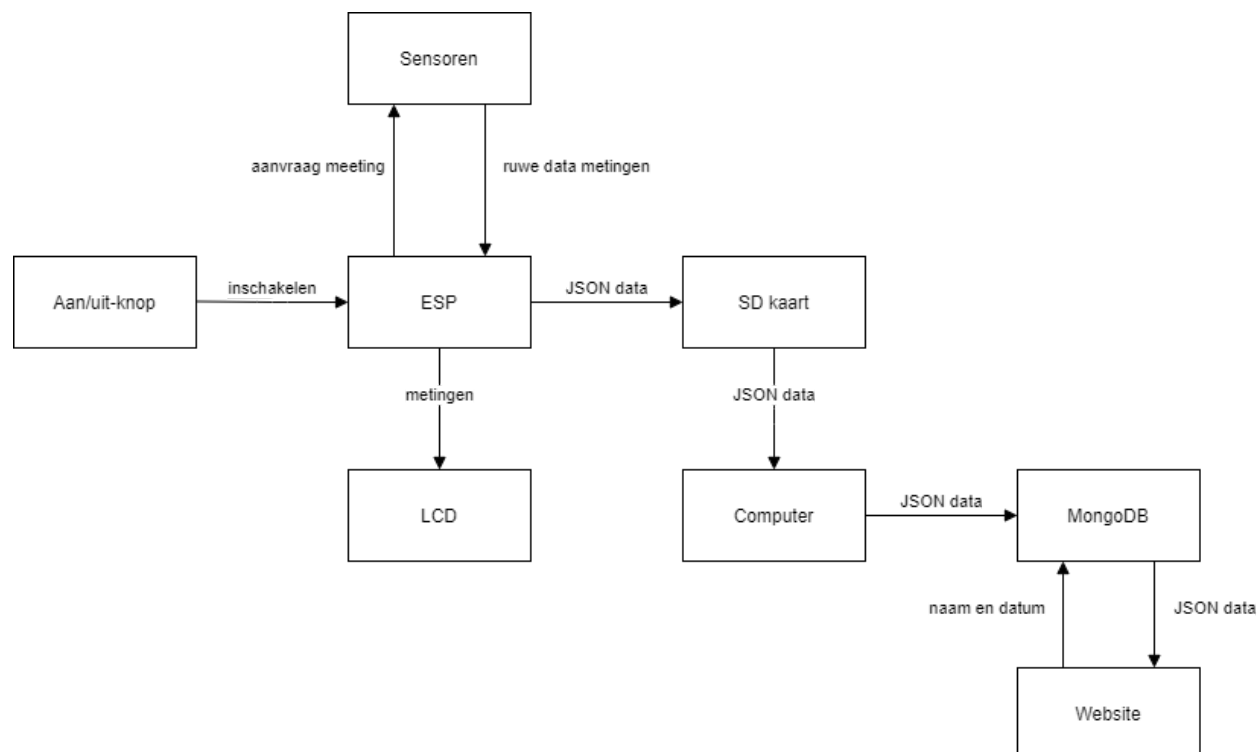 Sensoren
aanvraag meeting
ruwe data metingen
Aan/uit-knop
inschakelen
ESP
JSON data
SD kaart
metingen
JSON data
LCD
Computer
JSON data
MongoDB
naam en datum
JSON data
Website